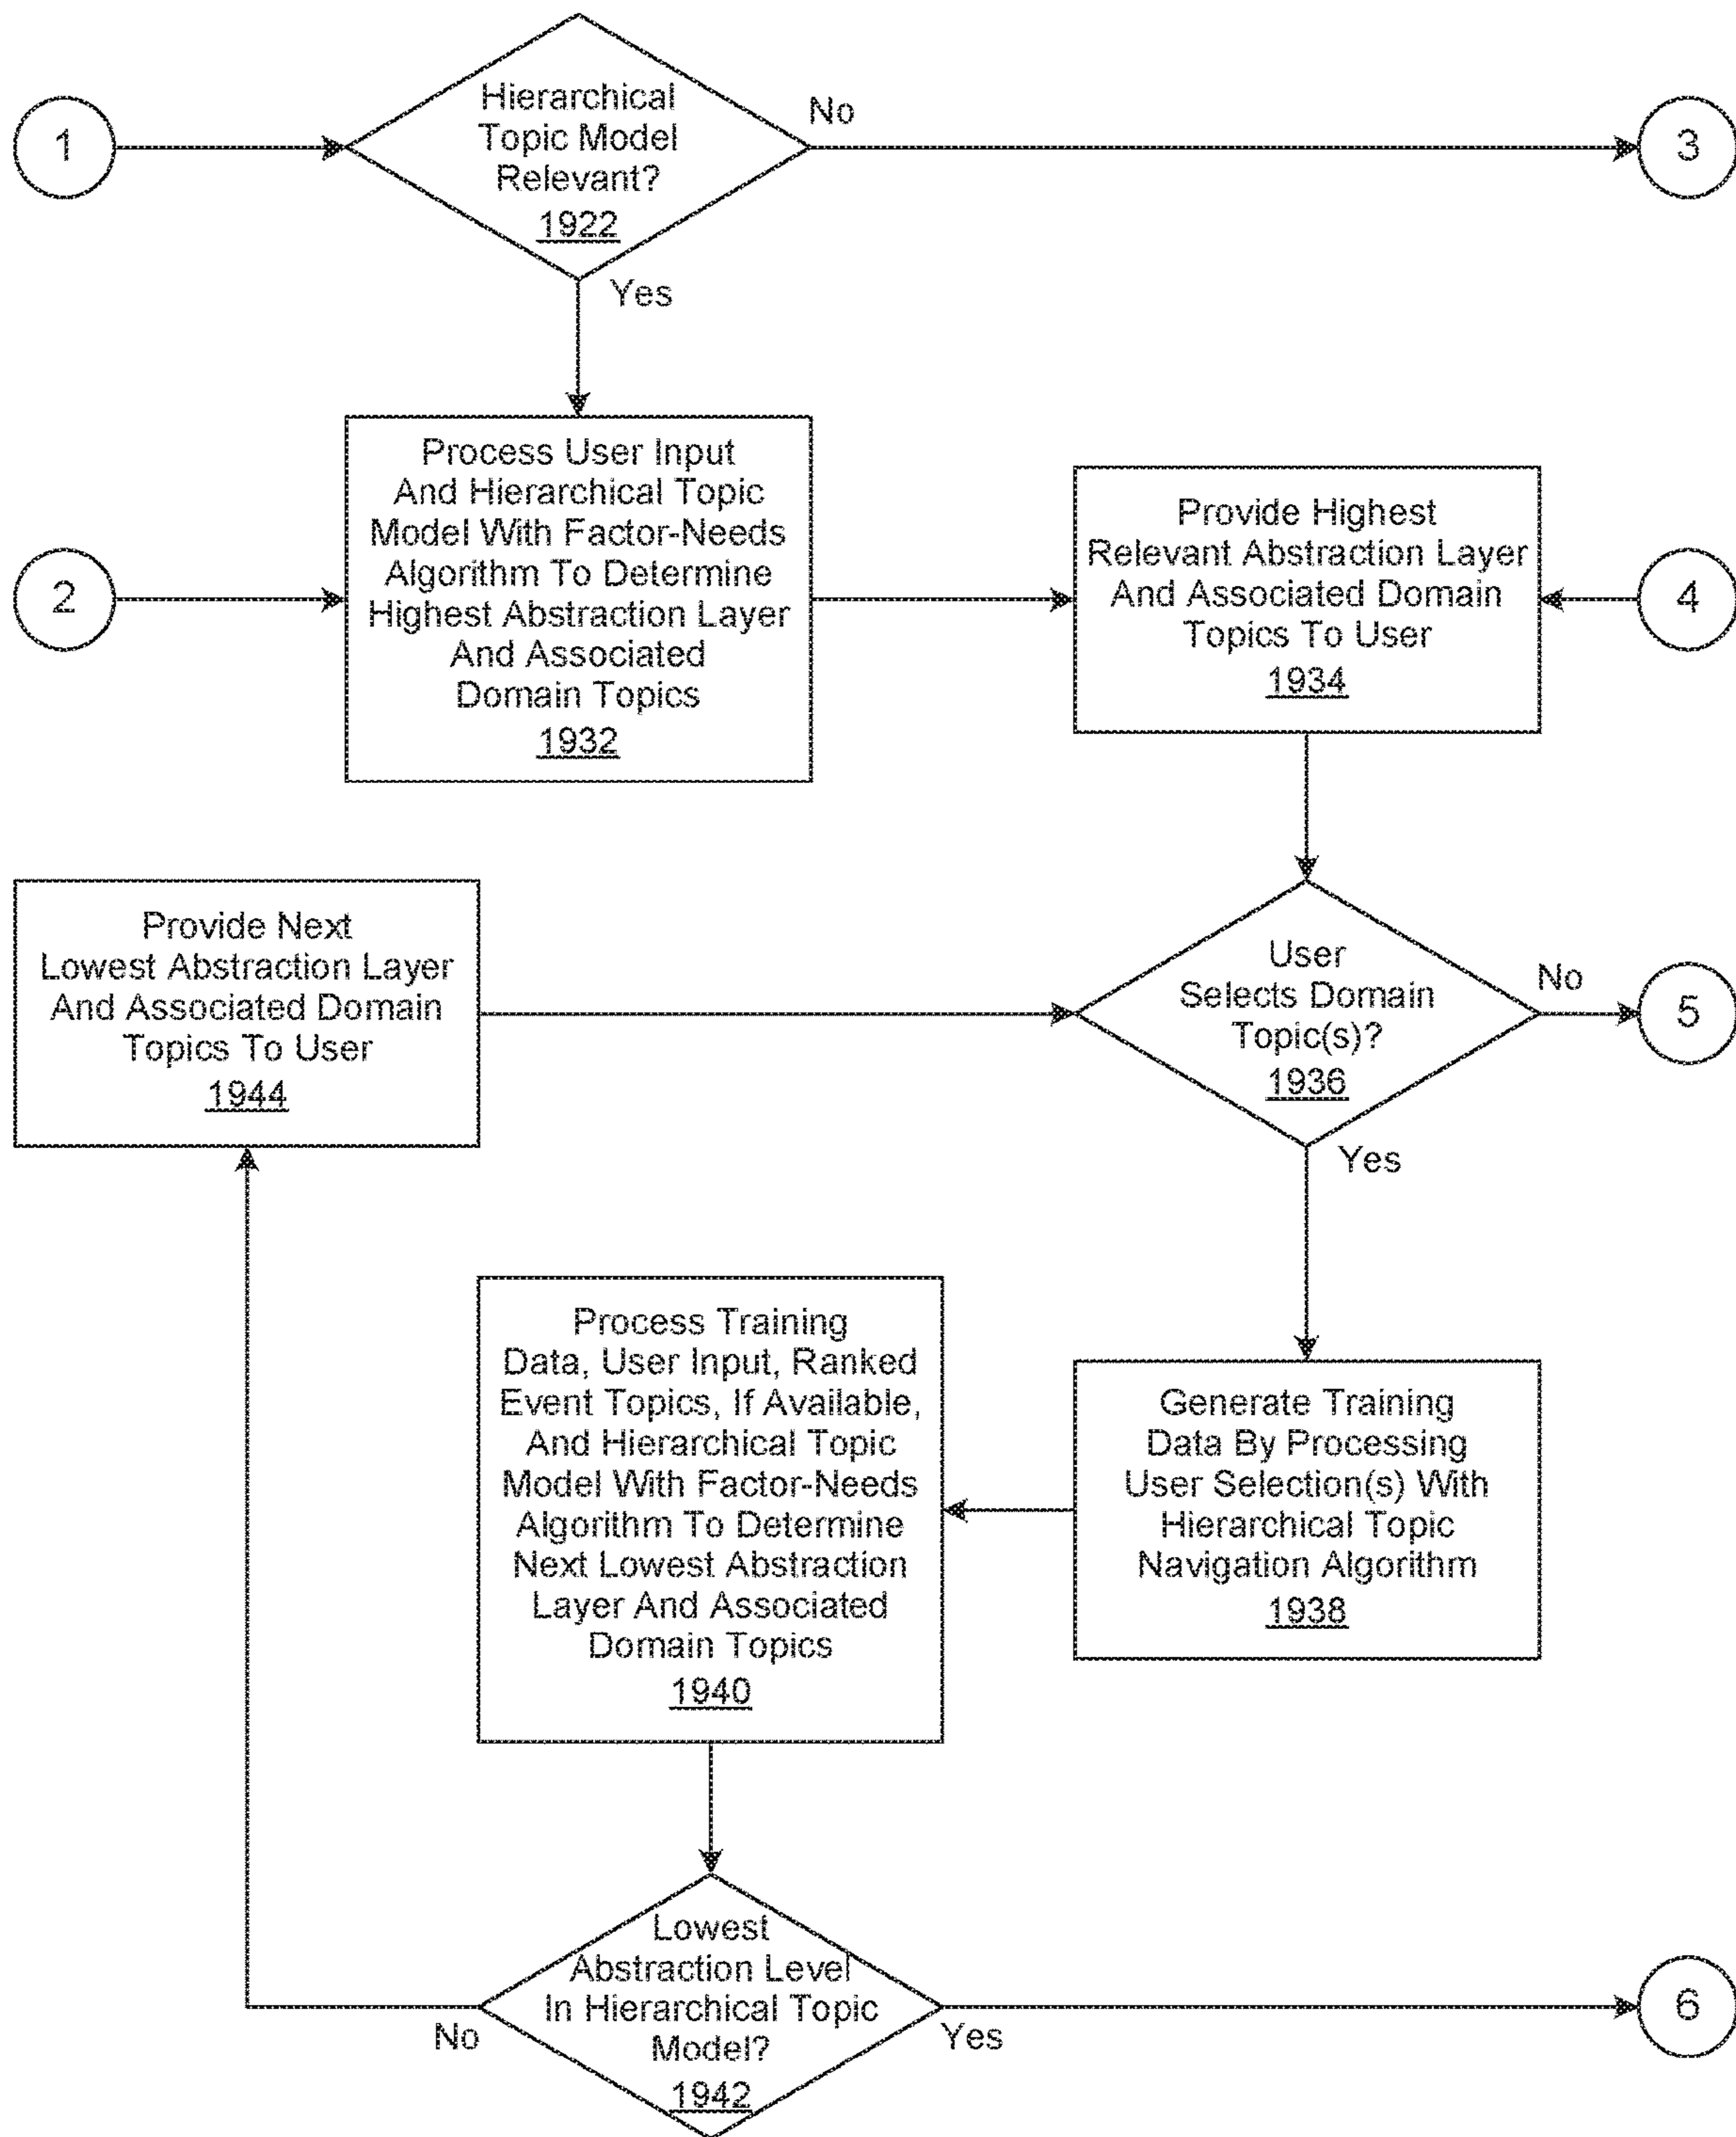 1
Hierarchical
Topic Model
Relevant?
1922
No
3
Yes
2
Process User Input
And Hierarchical Topic
Model With Factor-Needs
Algorithm To Determine
Highest Abstraction Layer
And Associated
Domain Topics
1932
Provide Highest
Relevant Abstraction Layer
And Associated Domain
Topics To User
1934
4
Provide Next
Lowest Abstraction Layer
And Associated Domain
Topics To User
1944
User
Selects Domain
Topic(s)?
1936
No
5
Yes
Process Training
Data, User Input, Ranked
Event Topics, If Available,
And Hierarchical Topic
Model With Factor-Needs
Algorithm To Determine
Next Lowest Abstraction
Layer And Associated
Domain Topics
1940
Generate Training
Data By Processing
User Selection(s) With
Hierarchical Topic
Navigation Algorithm
1938
Lowest
Abstraction Level
In Hierarchical Topic
Model?
1942
No
Yes
6